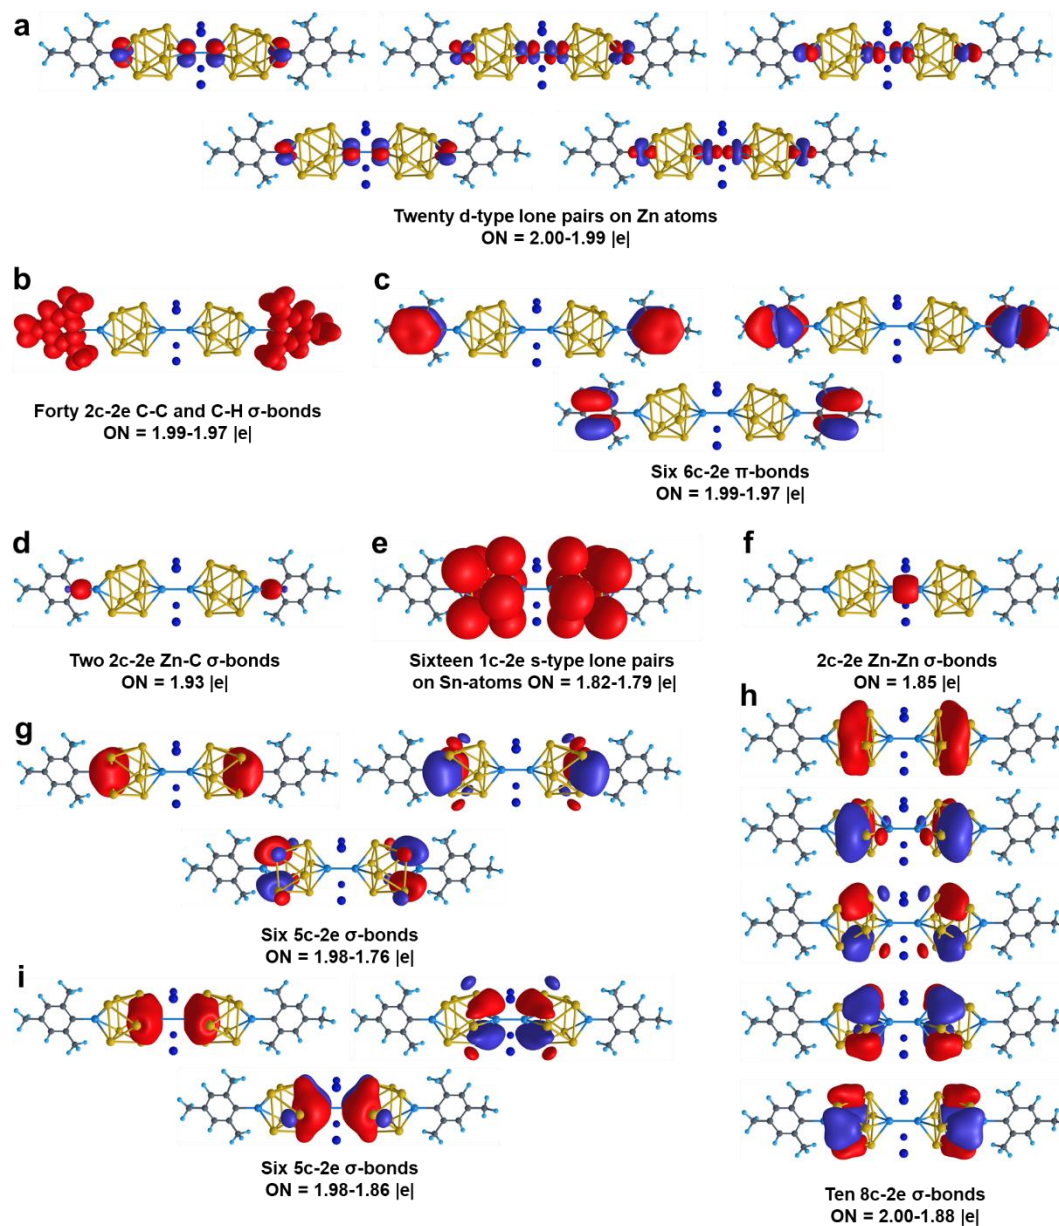 a
Twenty d-type lone pairs on Zn atoms
ON = 2.00-1.99 |e|
b
Forty 2c-2e C-C and C-H σ-bonds
ON = 1.99-1.97 |e|
c
Six 6c-2e π-bonds
ON = 1.99-1.97 |e|
d
Two 2c-2e Zn-C σ-bonds
ON = 1.93 |e|
e
Sixteen 1c-2e s-type lone pairs
on Sn-atoms ON = 1.82-1.79 |e|
f
2c-2e Zn-Zn σ-bonds
ON = 1.85 |e|
g
Six 5c-2e σ-bonds
ON = 1.98-1.76 |e|
h
Ten 8c-2e σ-bonds
ON = 2.00-1.88 |e|
i
Six 5c-2e σ-bonds
ON = 1.98-1.86 |e|